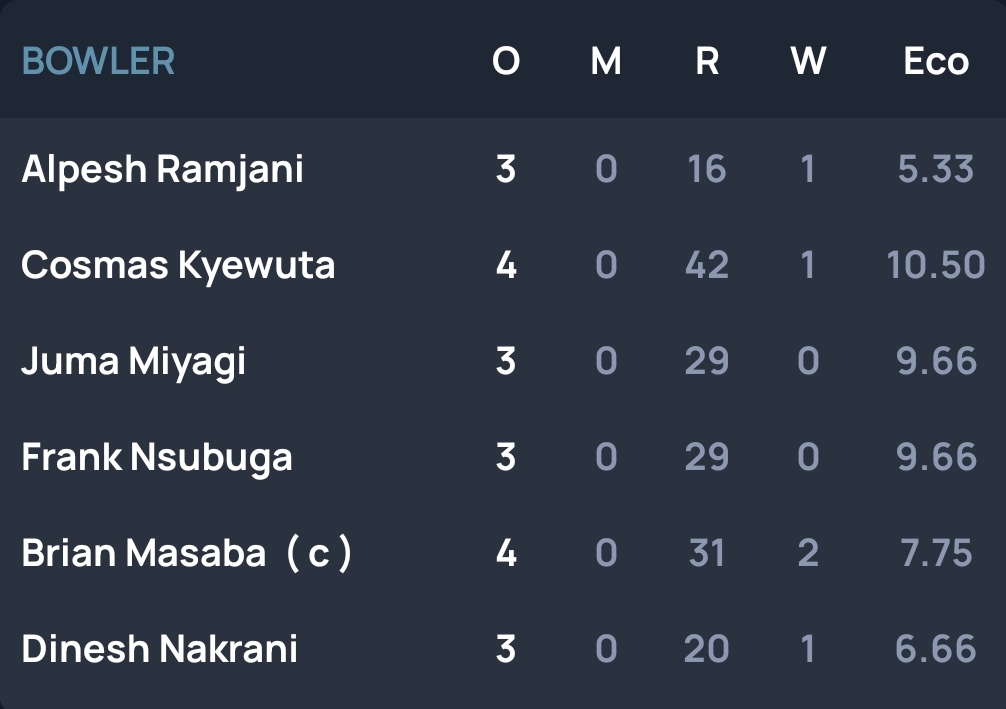 BOWLER O M R W Eco
Alpesh Ramjani 3 0 16 1 5.33
Cosmas Kyewuta 4 0 42 1 10.50
Juma Miyagi 3 0 29 0 9.66
Frank Nsubuga 3 0 29 0 9.66
Brian Masaba ( c ) 4 0 31 2 7.75
Dinesh Nakrani 3 0 20 1 6.66